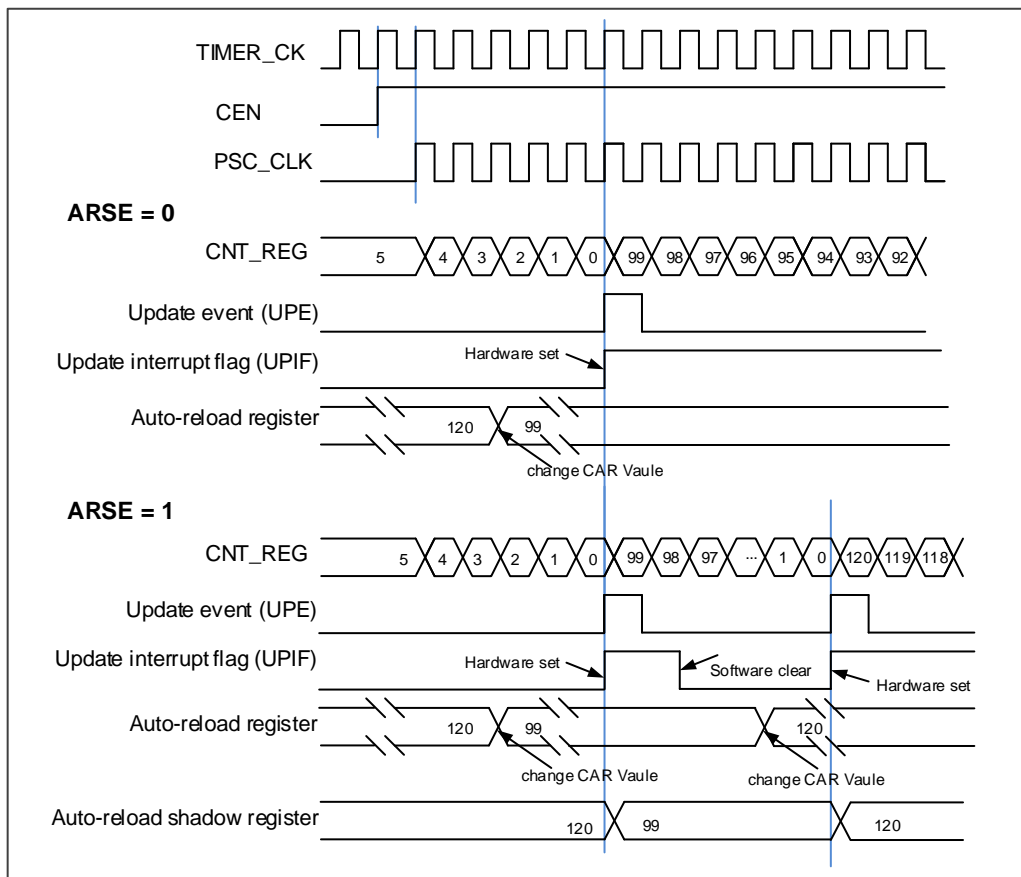 TIMER_CK
CEN
PSC_CLK
ARSE = 0
CNT_REG 5 4 3 2 1 0 99 98 97 96 95 94 93 92
Update event (UPE)
Update interrupt flag (UPIF) Hardware set
Auto-reload register 120 99
change CAR Vaule
ARSE = 1
CNT_REG 5 4 3 2 1 0 99 98 97 ... 1 0 120 119 118
Update event (UPE)
Update interrupt flag (UPIF) Hardware set Software clear Hardware set
Auto-reload register 120 99 120
change CAR Vaule change CAR Vaule
Auto-reload shadow register 120 99 120